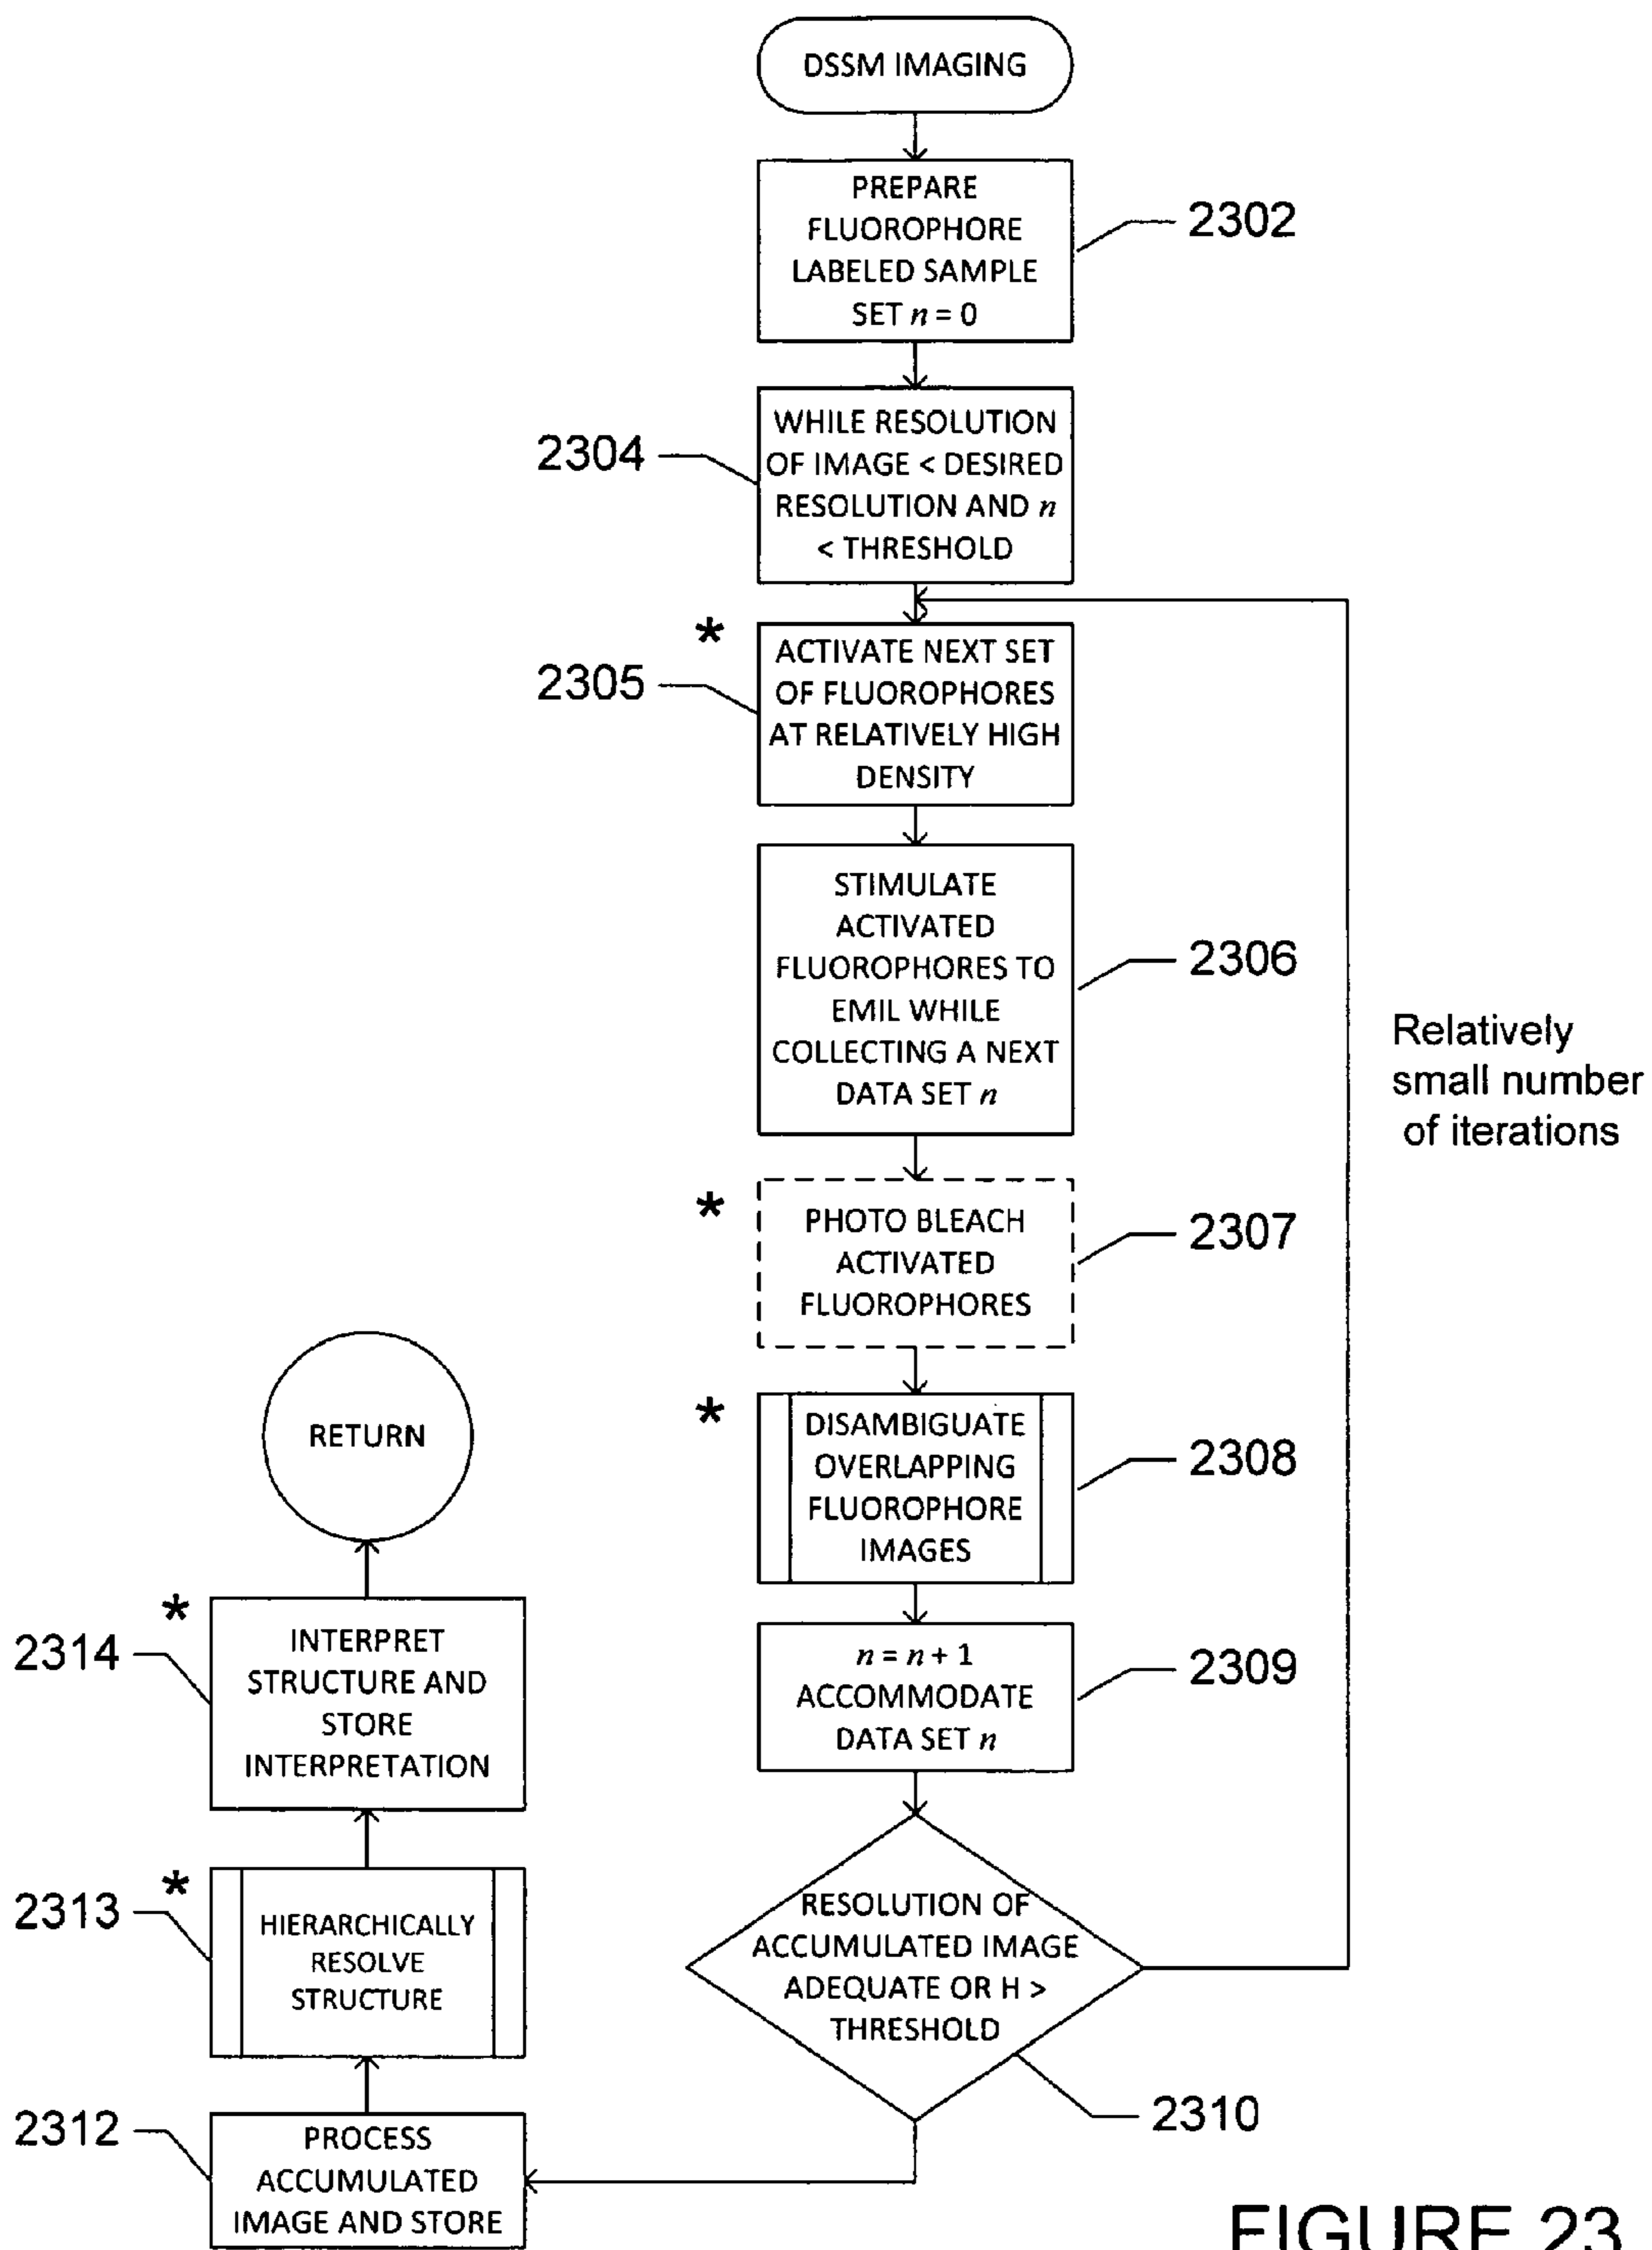 DSSM IMAGING
PREPARE
FLUOROPHORE
LABELED SAMPLE
SET n = 0
2302
WHILE RESOLUTION
OF IMAGE < DESIRED
RESOLUTION AND n
< THRESHOLD
2304
*
ACTIVATE NEXT SET
OF FLUOROPHORES
AT RELATIVELY HIGH
DENSITY
2305
STIMULATE
ACTIVATED
FLUOROPHORES TO
EMIL WHILE
COLLECTING A NEXT
DATA SET n
2306
Relatively
small number
of iterations
*
PHOTO BLEACH
ACTIVATED
FLUOROPHORES
2307
*
DISAMBIGUATE
OVERLAPPING
FLUOROPHORE
IMAGES
2308
n = n + 1
ACCOMMODATE
DATA SET n
2309
RESOLUTION OF
ACCUMULATED IMAGE
ADEQUATE OR H >
THRESHOLD
2310
PROCESS
ACCUMULATED
IMAGE AND STORE
2312
*
HIERARCHICALLY
RESOLVE
STRUCTURE
2313
*
INTERPRET
STRUCTURE AND
STORE
INTERPRETATION
2314
RETURN
FIGURE 23